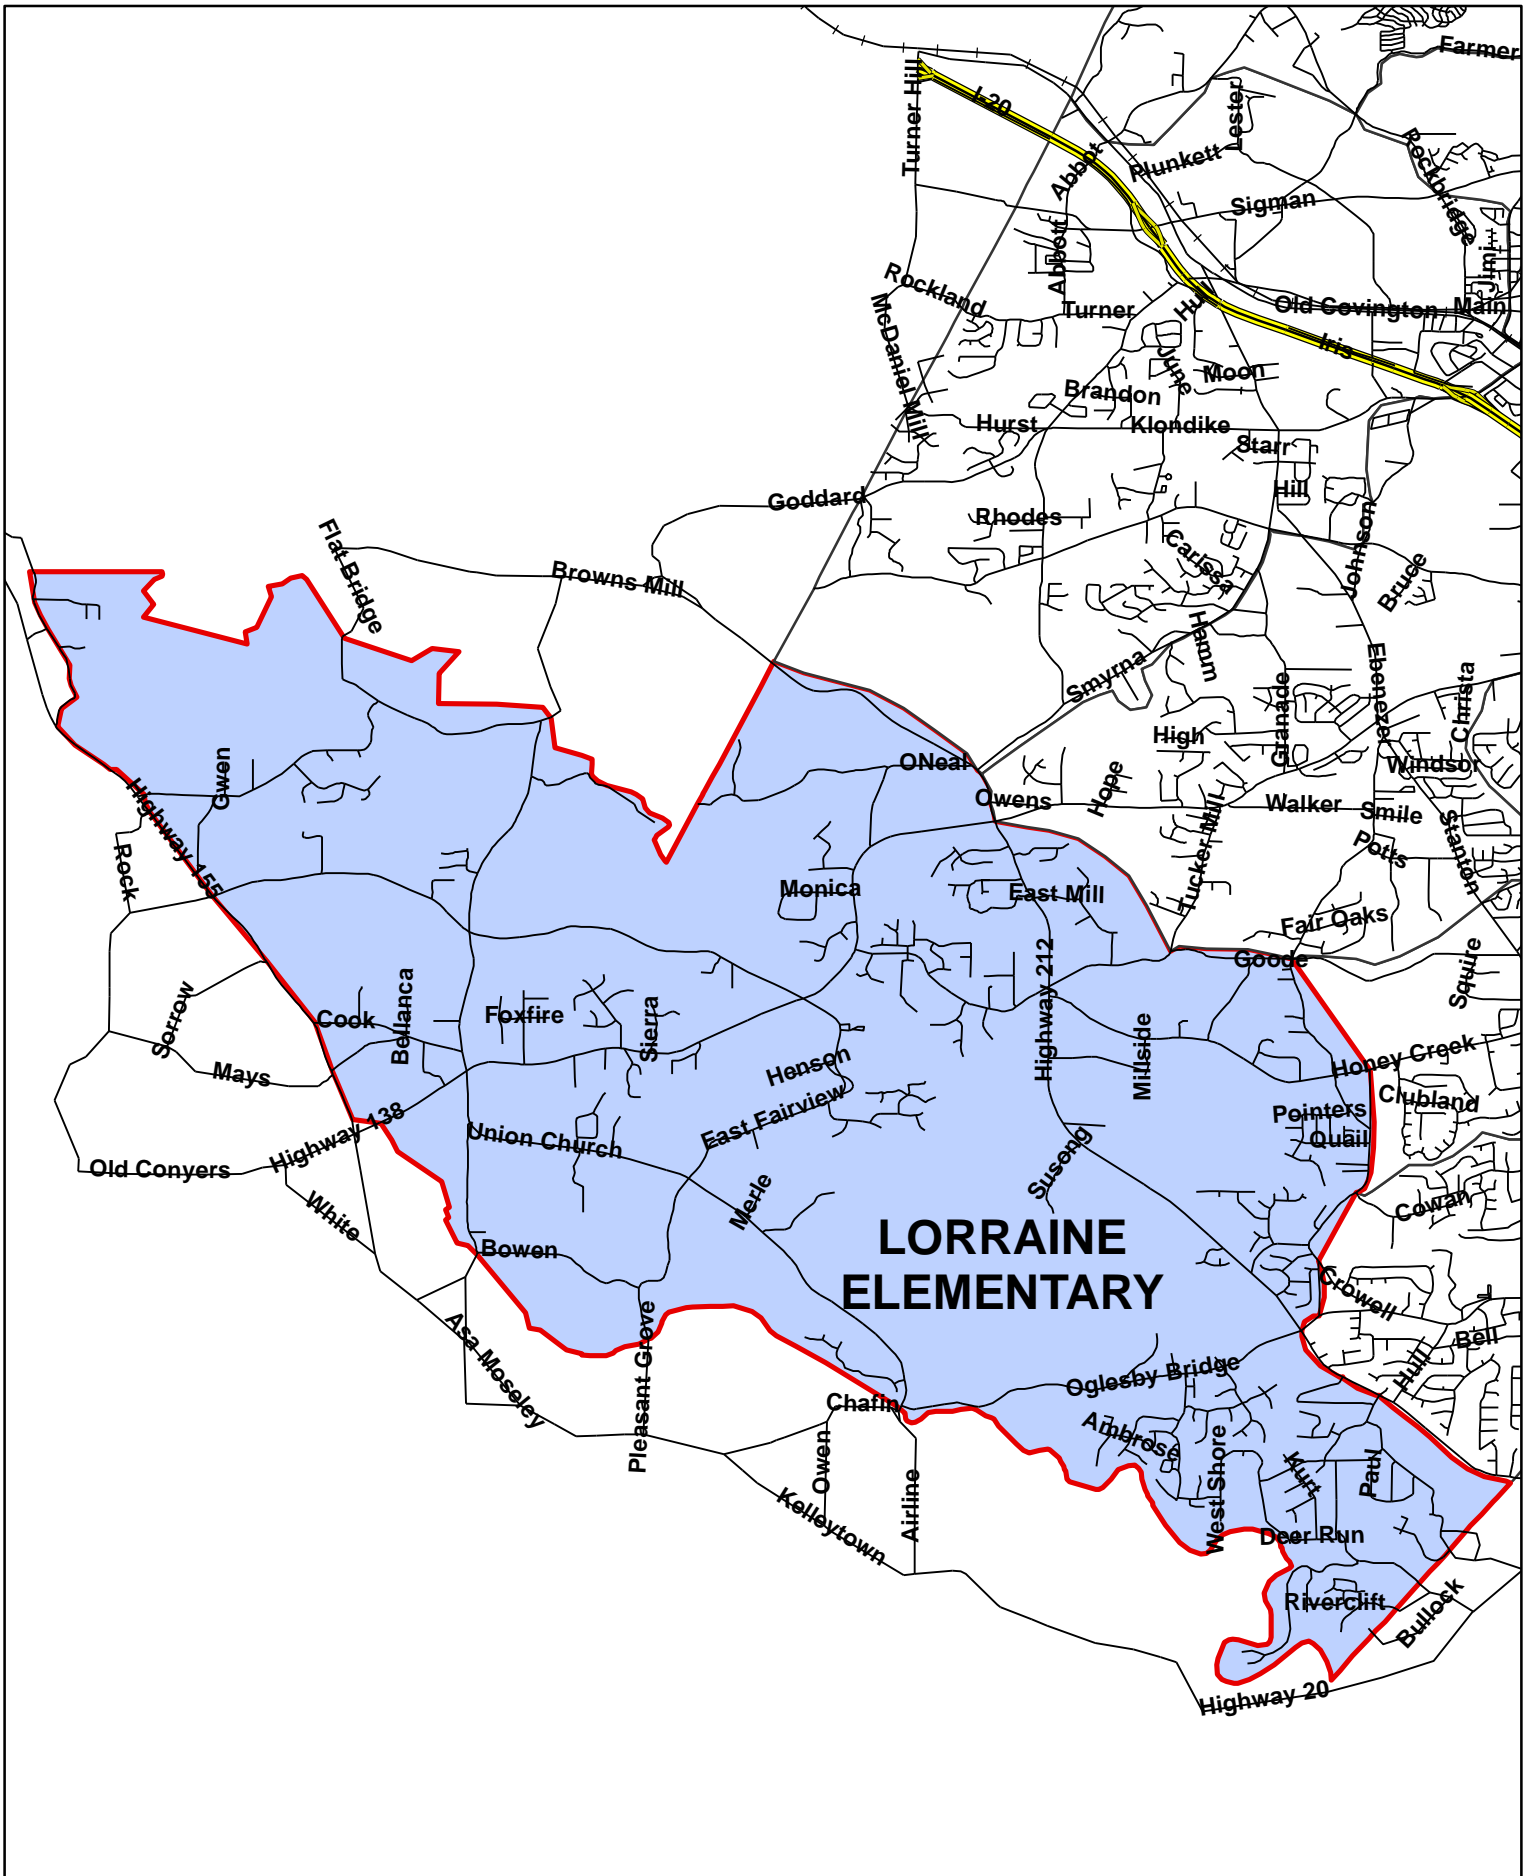 Farmer
Turner Hill
I-20
Lester
Abbot
Plunkett
Rockbridge
Sigman
Abbott
Jimi
Rockland
McDaniel Mill
Turner
Hull
Old Covington
Main
Iris
June
Moon
Brandon
Hurst
Klondike
Starr
Goddard
Hill
Rhodes
Flat Bridge
Carissa
Johnson
Bruce
Browns Mill
Hamm
Smyrna
Ebenezer
Christa
Granade
High
ONeal
Gwen
Windsor
Highway 155
Owens
Hope
Walker
Smile
Tucker Mill
Potts
Stanton
Rock
Monica
East Mill
Fair Oaks
Goode
Squire
Highway 212
Sorrow
Cook
Bellanca
Foxfire
Sierra
Mays
Henson
Millside
Honey Creek
Clubland
Pointers
Quail
Highway 138
East Fairview
Union Church
Old Conyers
Susong
White
Merle
Cowan
LORRAINE
ELEMENTARY
Bowen
Crowell
Asa Moseley
Pleasant Grove
Bell
Hull
Oglesby Bridge
Chafin
Ambrose
Owen
Airline
West Shore
Kurt
Paul
Kelleytown
Deer Run
Riverclift
Bullock
Highway 20